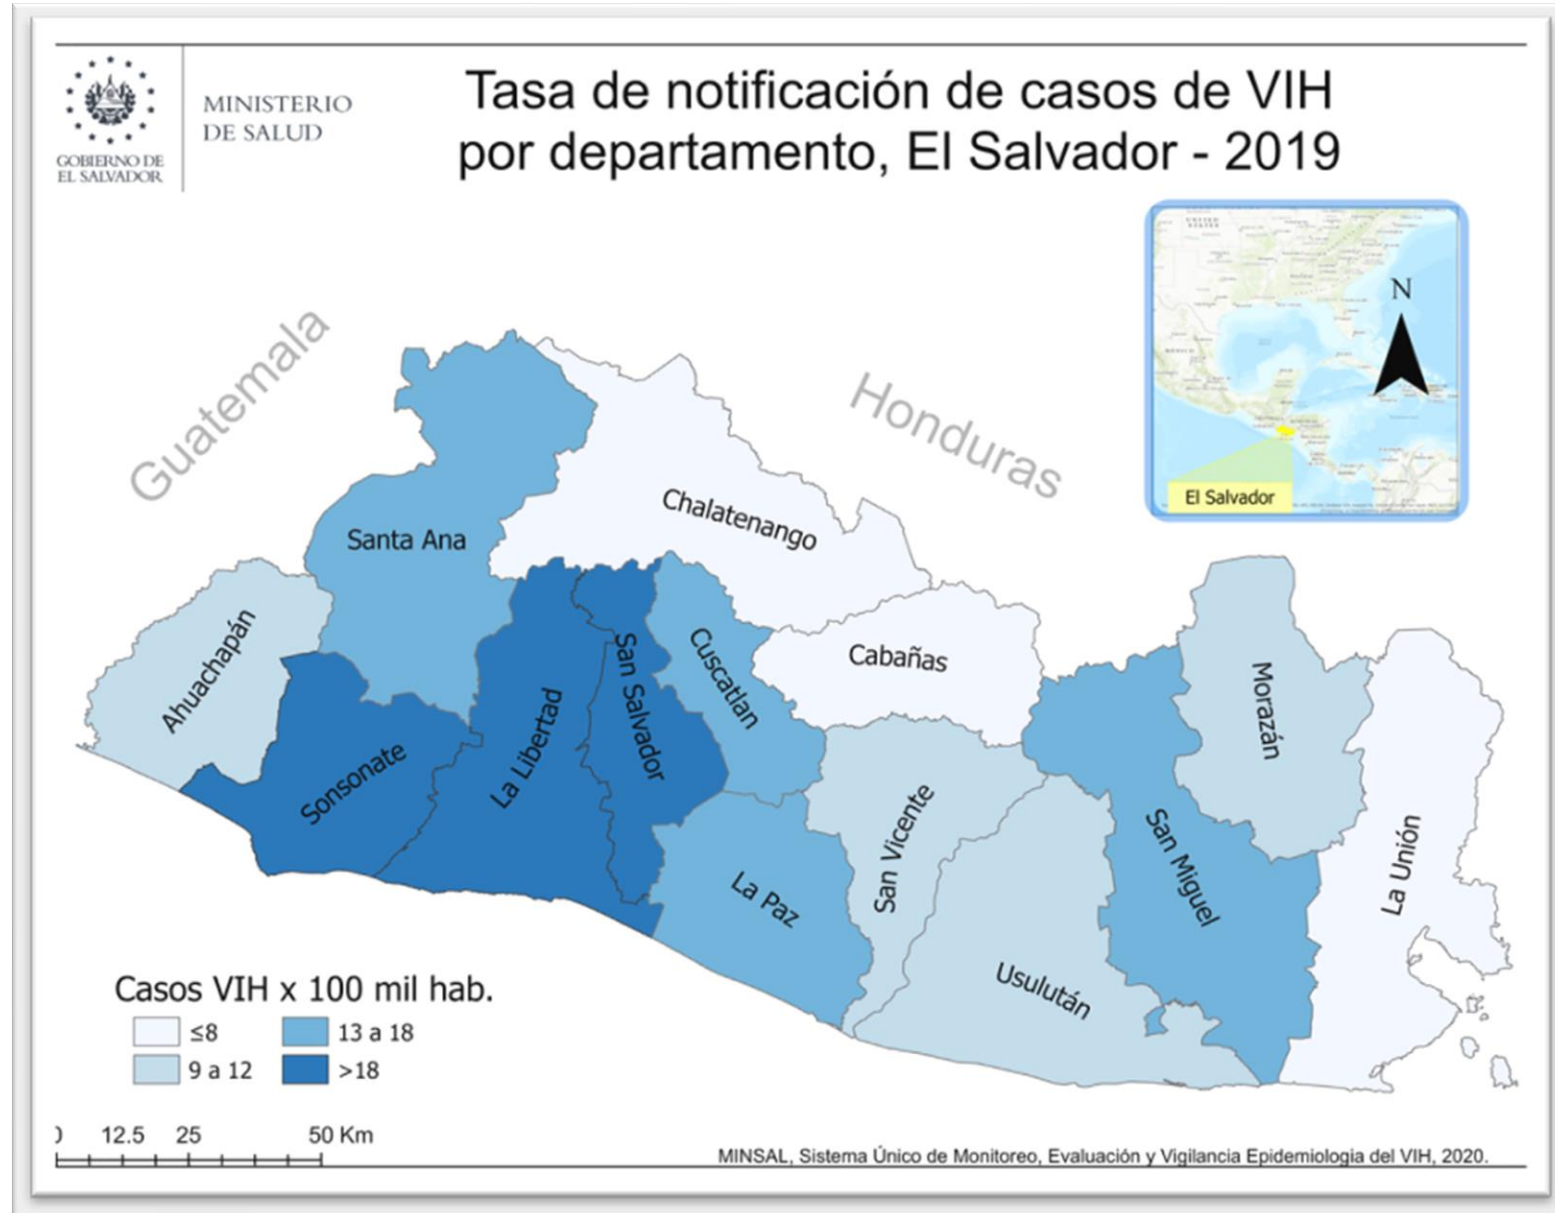 GOBIERNO DE
EL SALVADOR
MINISTERIO
DE SALUD
Tasa de notificación de casos de VIH
por departamento, El Salvador - 2019
Guatemala
Honduras
N
El Salvador
Santa Ana
Chalatenango
Ahuachapán
Sonsonate
La Libertad
San Salvador
Cuscatlan
Cabañas
La Paz
San Vicente
Usulután
San Miguel
Morazán
La Unión
Casos VIH x 100 mil hab.
≤8
13 a 18
9 a 12
>18
12.5 25 50 Km
MINSAL, Sistema Único de Monitoreo, Evaluación y Vigilancia Epidemiologia del VIH, 2020.